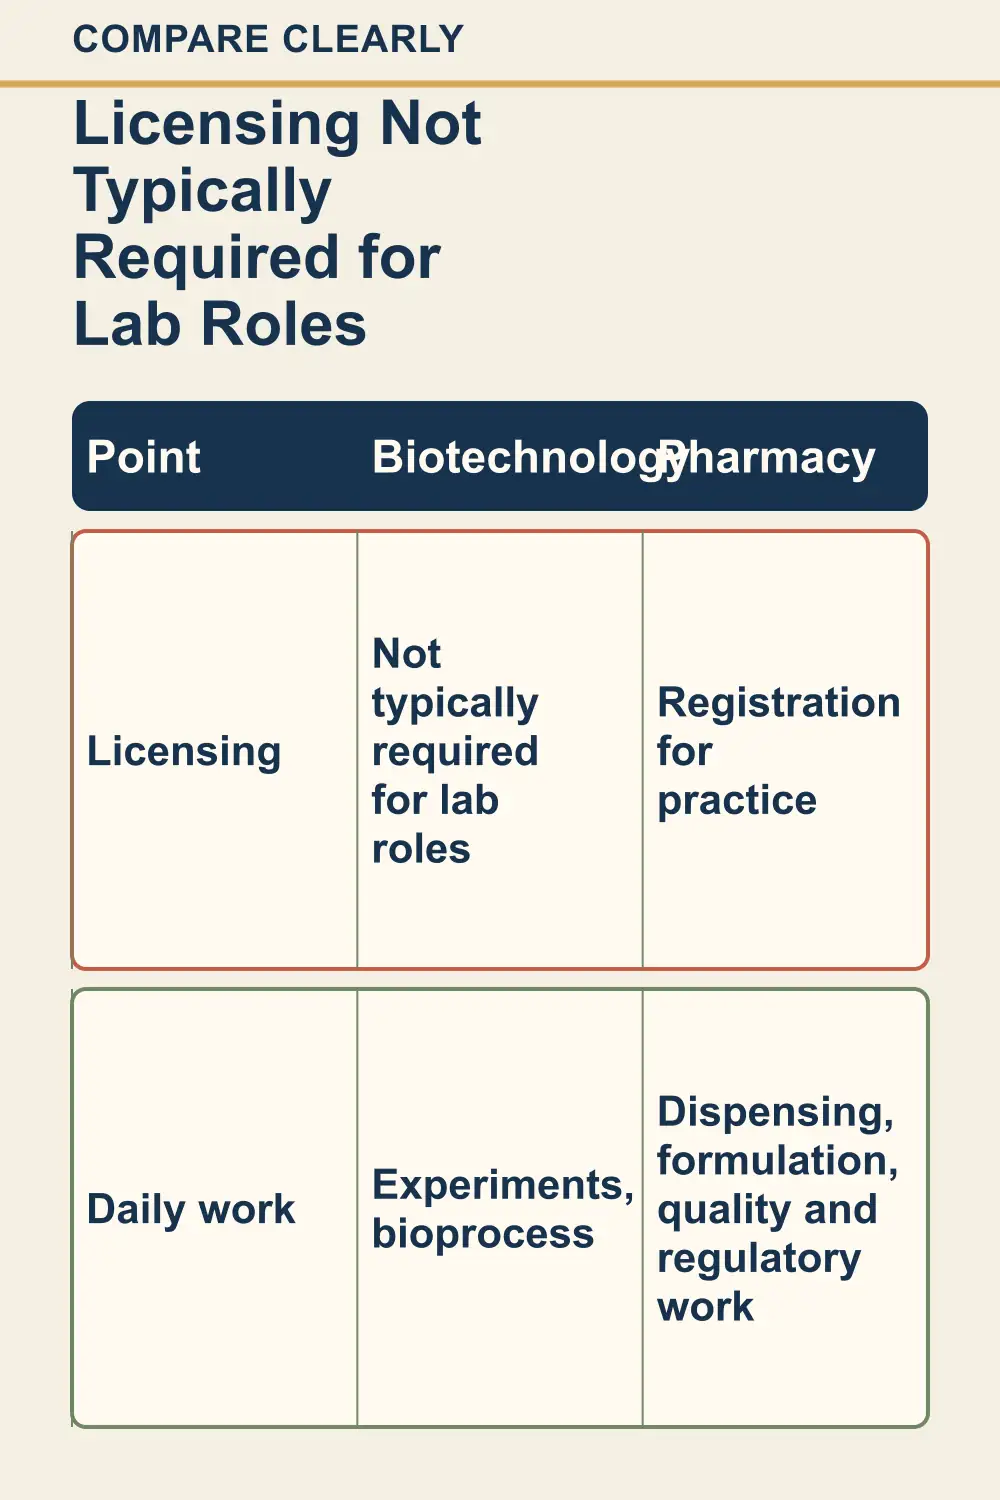 COMPARE CLEARLY
Licensing Not
Typically
Required for
Lab Roles
Point Biotechnology Pharmacy
Licensing
Not
typically
required
for lab
roles
Registration
for
practice
Daily work
Experiments,
bioprocess
Dispensing,
formulation,
quality and
regulatory
work